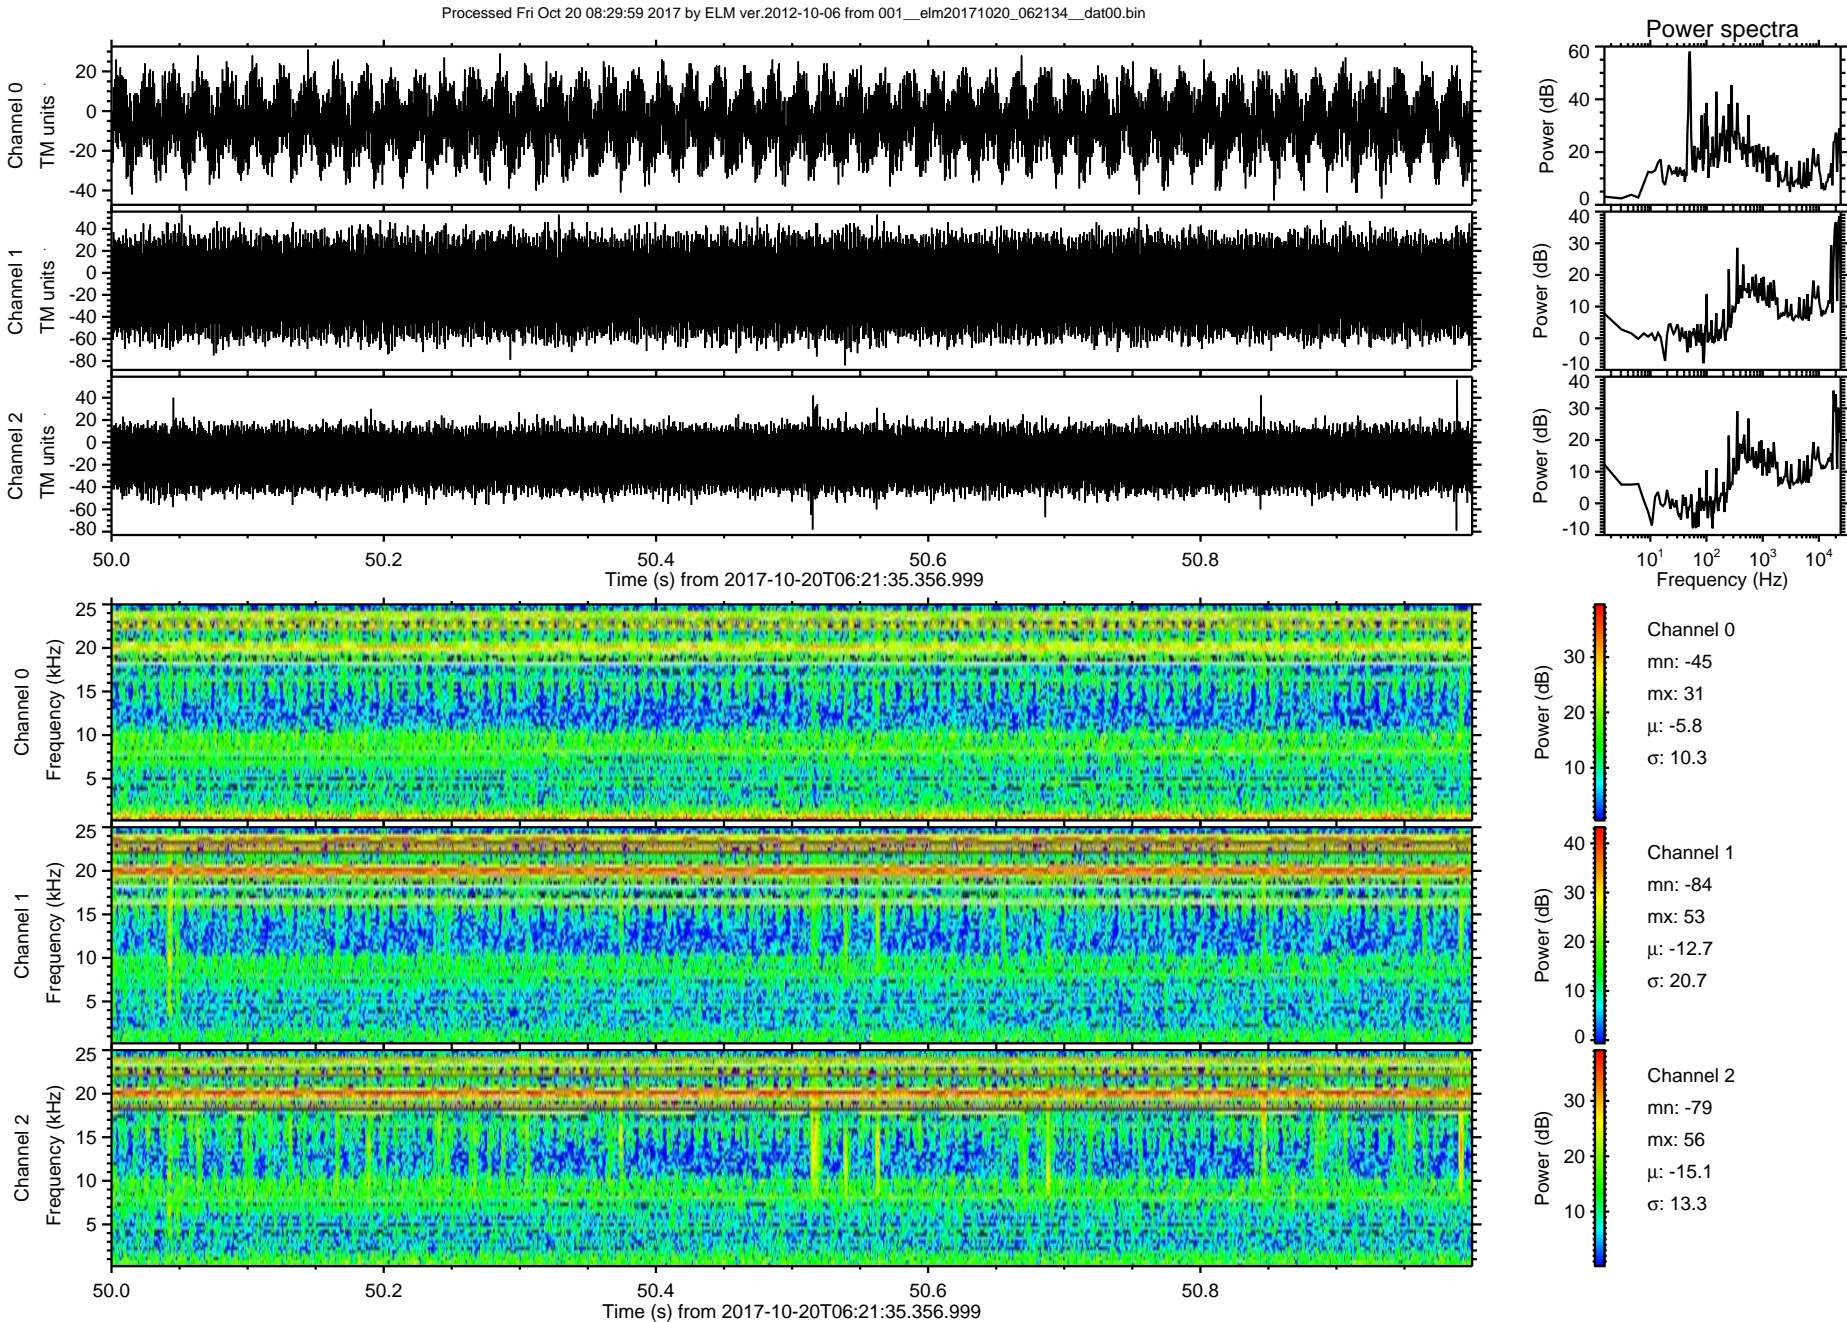 Processed Fri Oct 20 08:29:59 2017 by ELM ver.2012-10-06 from 001__elm20171020_062134__dat00.bin
Power spectra
Channel 0
TM units
20
0
-20
-40
Power (dB)
60
40
20
0
Channel 1
TM units
40
20
0
-20
-40
-60
-80
Power (dB)
40
30
20
10
0
-10
Channel 2
TM units
40
20
0
-20
-40
-60
-80
Power (dB)
40
30
20
10
0
-10
50.0 50.2 50.4 50.6 50.8
Time (s) from 2017-10-20T06:21:35.356.999
10¹ 10² 10³ 10⁴
Frequency (Hz)
Channel 0
Frequency (kHz)
25
20
15
10
5
Power (dB)
30
20
10
Channel 0
mn: -45
mx: 31
μ: -5.8
σ: 10.3
Channel 1
Frequency (kHz)
25
20
15
10
5
Power (dB)
40
30
20
10
0
Channel 1
mn: -84
mx: 53
μ: -12.7
σ: 20.7
Channel 2
Frequency (kHz)
25
20
15
10
5
Power (dB)
30
20
10
Channel 2
mn: -79
mx: 56
μ: -15.1
σ: 13.3
50.0 50.2 50.4 50.6 50.8
Time (s) from 2017-10-20T06:21:35.356.999